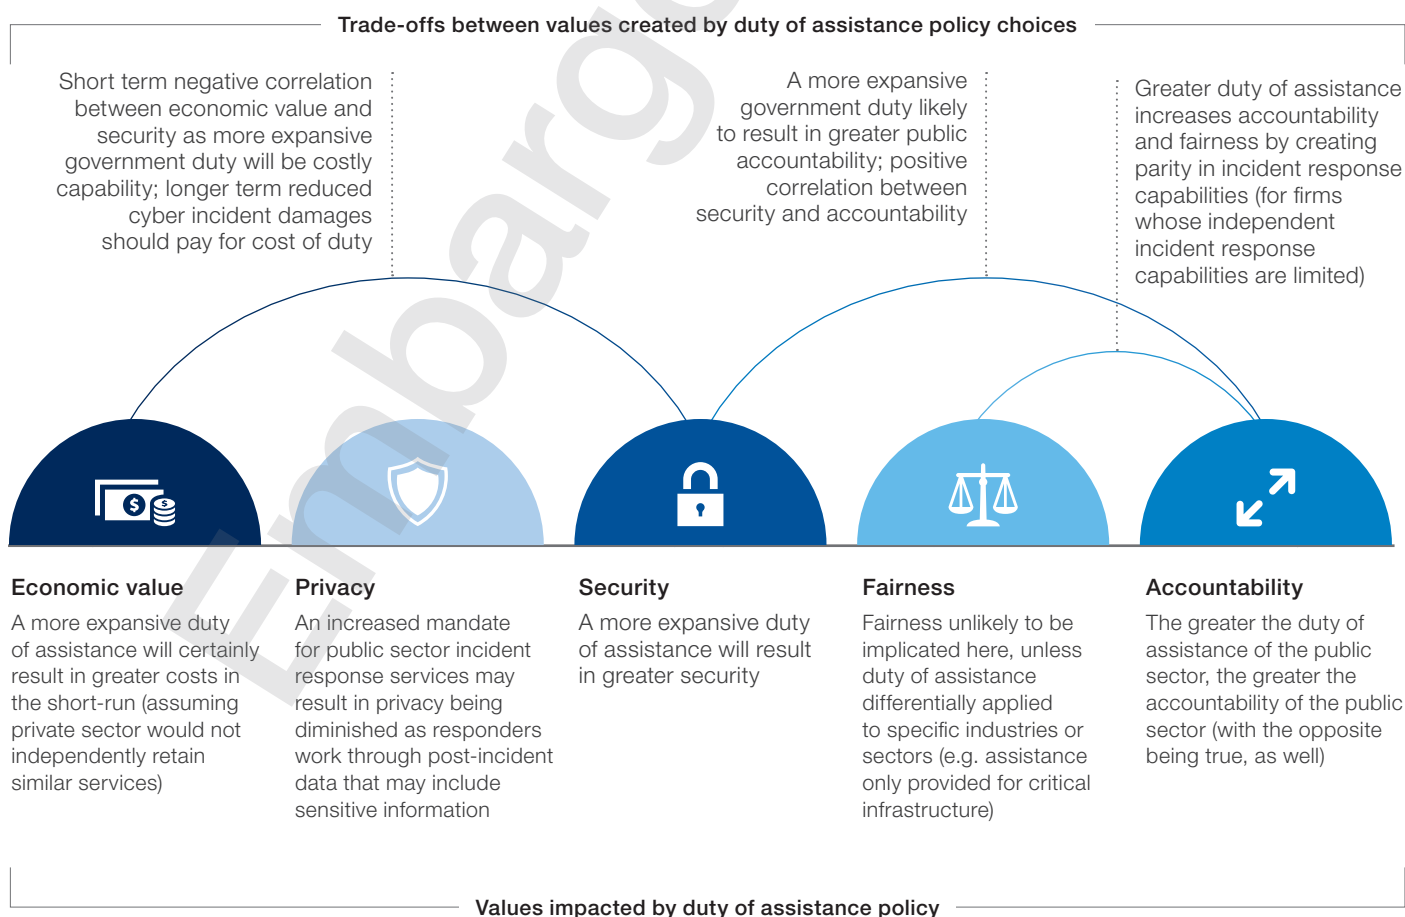 Trade-offs between values created by duty of assistance policy choices
Short term negative correlation
between economic value and
security as more expansive
government duty will be costly
capability; longer term reduced
cyber incident damages
should pay for cost of duty
A more expansive
government duty likely
to result in greater public
accountability; positive
correlation between
security and accountability
Greater duty of assistance
increases accountability
and fairness by creating
parity in incident response
capabilities (for firms
whose independent
incident response
capabilities are limited)
Economic value
A more expansive duty
of assistance will certainly
result in greater costs in
the short-run (assuming
private sector would not
independently retain
similar services)
Privacy
An increased mandate
for public sector incident
response services may
result in privacy being
diminished as responders
work through post-incident
data that may include
sensitive information
Security
A more expansive duty
of assistance will result
in greater security
Fairness
Fairness unlikely to be
implicated here, unless
duty of assistance
differentially applied
to specific industries or
sectors (e.g. assistance
only provided for critical
infrastructure)
Accountability
The greater the duty of
assistance of the public
sector, the greater the
accountability of the public
sector (with the opposite
being true, as well)
Values impacted by duty of assistance policy
Embargo